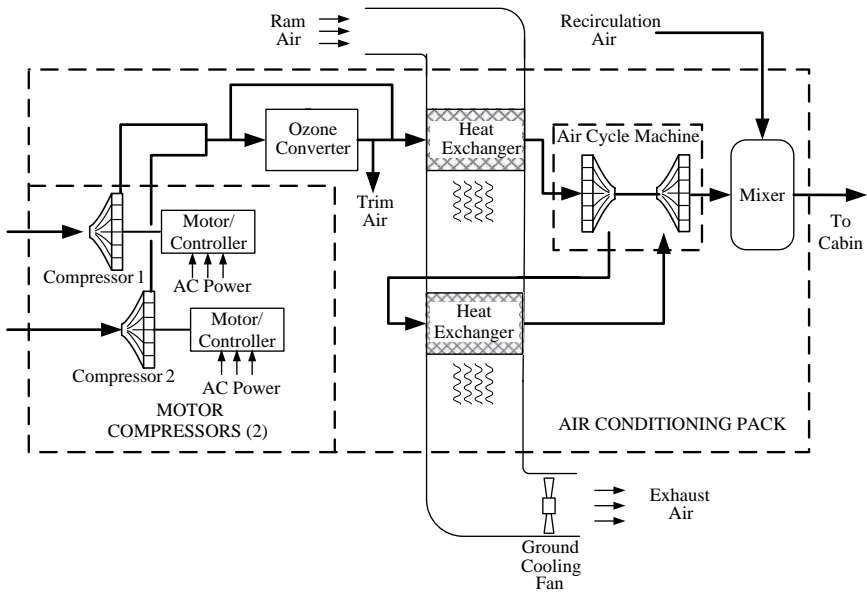 Ram
Air
Recirculation
Air
Ozone
Converter
Heat
Exchanger
Air Cycle Machine
Trim
Air
Mixer
To
Cabin
Motor/
Controller
Compressor 1
AC Power
Heat
Exchanger
Motor/
Controller
Compressor 2
AC Power
MOTOR
COMPRESSORS (2)
AIR CONDITIONING PACK
Exhaust
Air
Ground
Cooling
Fan